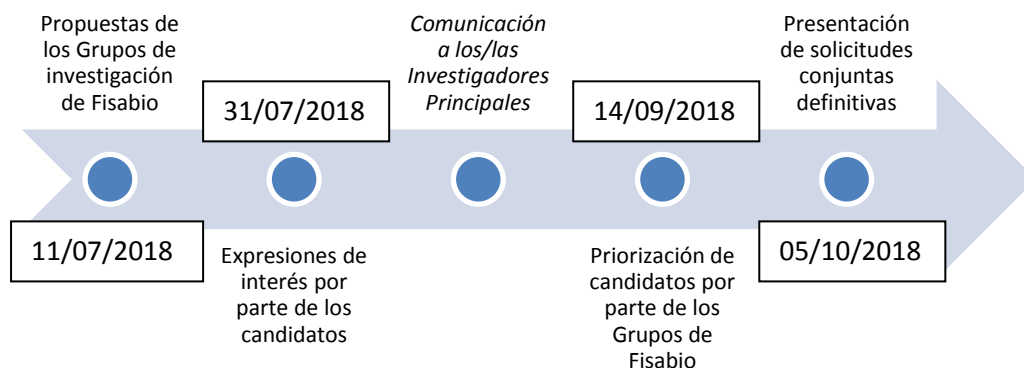 Propuestas de
los Grupos de
investigación
de Fisabio
11/07/2018
31/07/2018
Expresiones de
interés por
parte de los
candidatos
Comunicación
a los/las
Investigadores
Principales
14/09/2018
Priorización de
candidatos por
parte de los
Grupos de
Fisabio
Presentación
de solicitudes
conjuntas
definitivas
05/10/2018